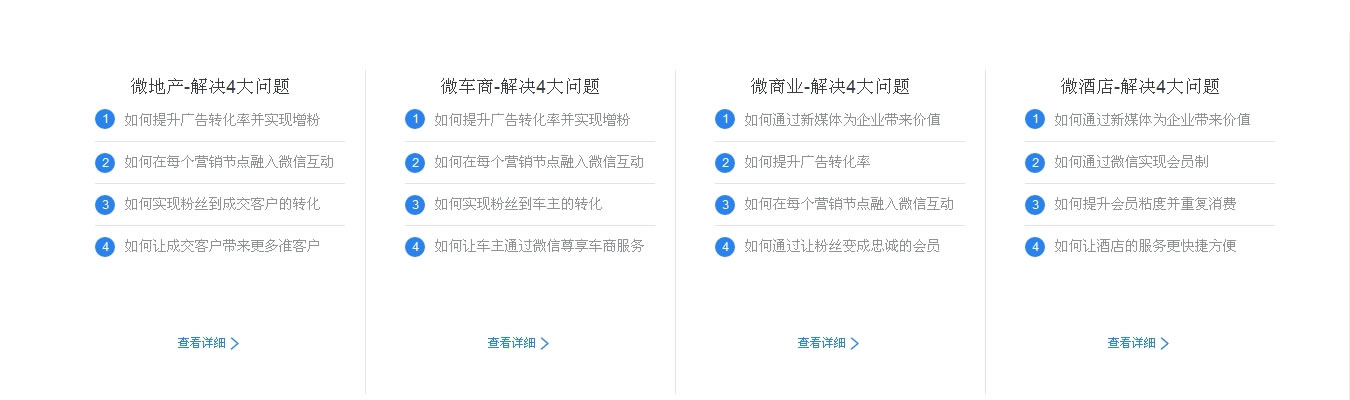 微地产-解决4大问题
1 如何提升广告转化率并实现增粉
2 如何在每个营销节点融入微信互动
3 如何实现粉丝到成交客户的转化
4 如何让成交客户带来更多准客户
查看详细
微车商-解决4大问题
1 如何提升广告转化率并实现增粉
2 如何在每个营销节点融入微信互动
3 如何实现粉丝到车主的转化
4 如何让车主通过微信尊享车商服务
查看详细
微商业-解决4大问题
1 如何通过新媒体为企业带来价值
2 如何提升广告转化率
3 如何在每个营销节点融入微信互动
4 如何通过让粉丝变成忠诚的会员
查看详细
微酒店-解决4大问题
1 如何通过新媒体为企业带来价值
2 如何通过微信实现会员制
3 如何提升会员粘度并重复消费
4 如何让酒店的服务更快捷方便
查看详细